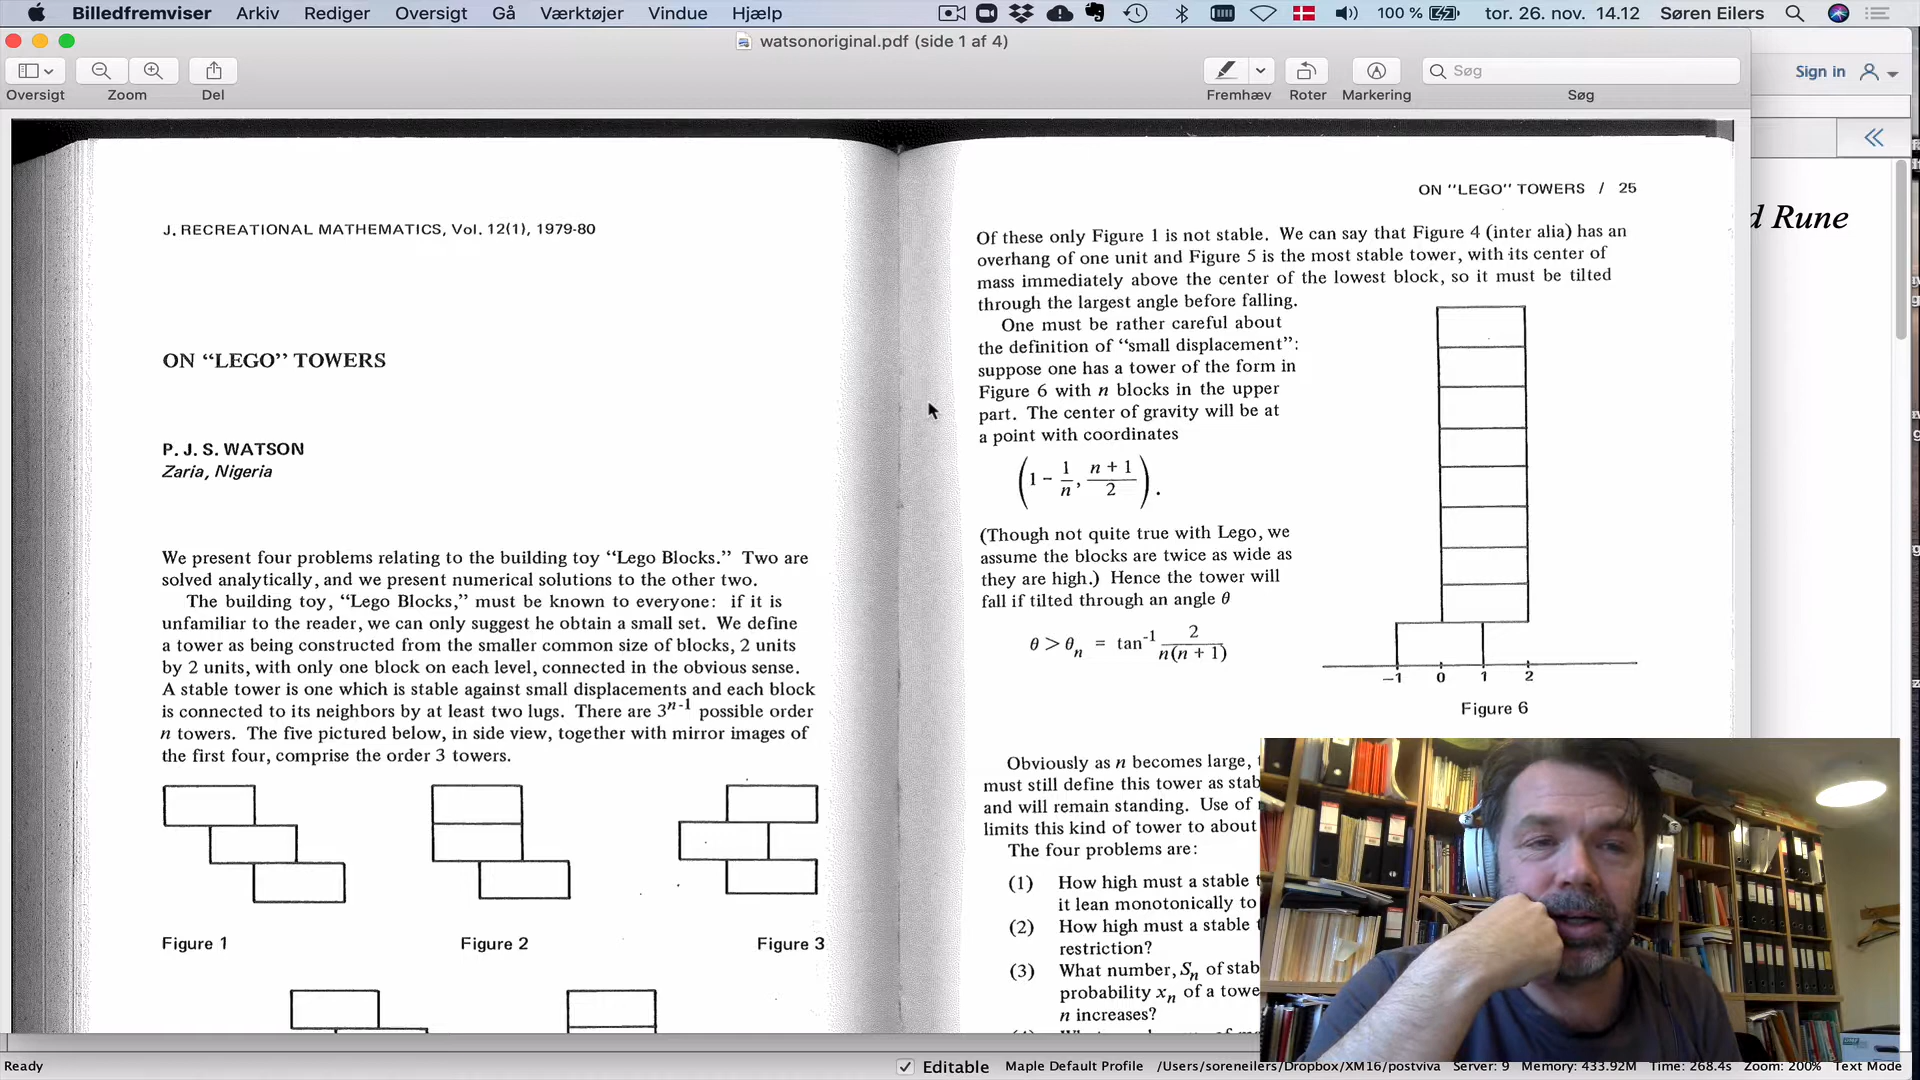 Billedfremviser Arkiv Rediger Oversigt Gå Værktøjer Vindue Hjælp 100 % tor. 26. nov. 14.12 Søren Eilers
watsonoriginal.pdf (side 1 af 4)
Søg
Sign in
Oversigt Zoom Del Fremhæv Roter Markering Søg
d Rune
J. RECREATIONAL MATHEMATICS, Vol. 12(1), 1979-80
ON “LEGO” TOWERS
P. J. S. WATSON
Zaria, Nigeria
We present four problems relating to the building toy “Lego Blocks.” Two are
solved analytically, and we present numerical solutions to the other two.
The building toy, “Lego Blocks,” must be known to everyone: if it is
unfamiliar to the reader, we can only suggest he obtain a small set. We define
a tower as being constructed from the smaller common size of blocks, 2 units
by 2 units, with only one block on each level, connected in the obvious sense.
A stable tower is one which is stable against small displacements and each block
is connected to its neighbors by at least two lugs. There are 3^{n-1} possible order
n towers. The five pictured below, in side view, together with mirror images of
the first four, comprise the order 3 towers.
Figure 1
Figure 2
Figure 3
ON “LEGO” TOWERS / 25
Of these only Figure 1 is not stable. We can say that Figure 4 (inter alia) has an
overhang of one unit and Figure 5 is the most stable tower, with its center of
mass immediately above the center of the lowest block, so it must be tilted
through the largest angle before falling.
One must be rather careful about
the definition of “small displacement”:
suppose one has a tower of the form in
Figure 6 with n blocks in the upper
part. The center of gravity will be at
a point with coordinates
(1 - 1/n, (n + 1)/2).
(Though not quite true with Lego, we
assume the blocks are twice as wide as
they are high.) Hence the tower will
fall if tilted through an angle θ
θ > θ_n = tan^{-1} 2/(n(n + 1))
-1 0 1 2
Figure 6
Obviously as n becomes large,
must still define this tower as stab
and will remain standing. Use of
limits this kind of tower to about
The four problems are:
(1) How high must a stable t
it lean monotonically to
(2) How high must a stable t
restriction?
(3) What number, S_n of stab
probability x_n of a towe
n increases?
Ready Editable Maple Default Profile /Users/soreneilers/Dropbox/XM16/postviva Server: 9 Memory: 433.92M Time: 268.4s Zoom: 200% Text Mode